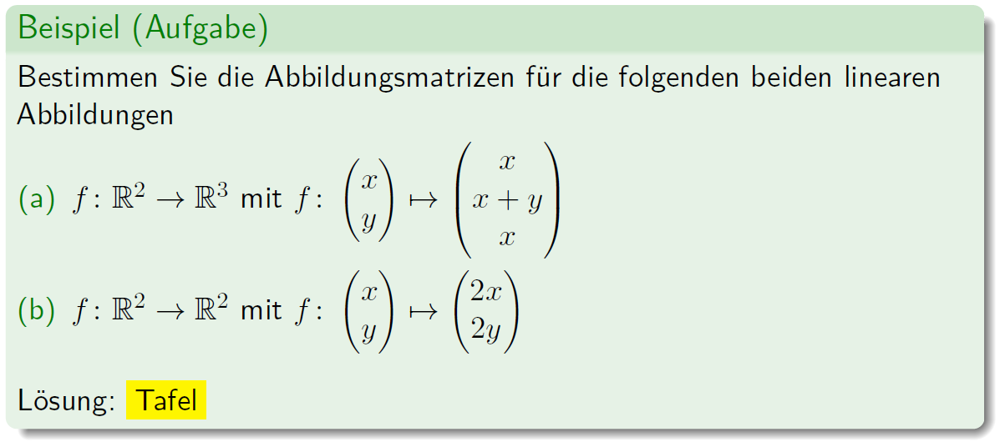 Beispiel (Aufgabe)
Bestimmen Sie die Abbildungsmatrizen für die folgenden beiden linearen
Abbildungen
(a) $f\colon \mathbb{R}^2 \to \mathbb{R}^3$ mit $f\colon \begin{pmatrix} x \\ y \end{pmatrix} \mapsto \begin{pmatrix} x \\ x + y \\ x \end{pmatrix}$
(b) $f\colon \mathbb{R}^2 \to \mathbb{R}^2$ mit $f\colon \begin{pmatrix} x \\ y \end{pmatrix} \mapsto \begin{pmatrix} 2x \\ 2y \end{pmatrix}$
Lösung: Tafel